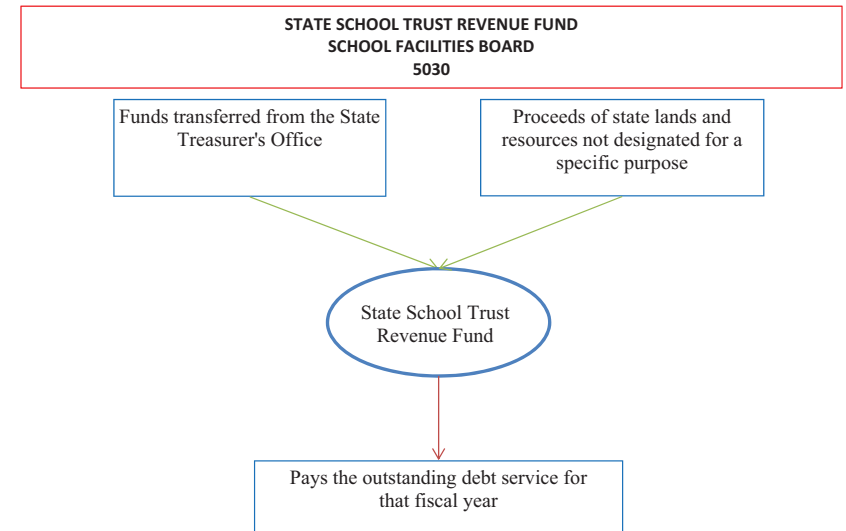 STATE SCHOOL TRUST REVENUE FUND
SCHOOL FACILITIES BOARD
5030
Funds transferred from the State
Treasurer's Office
Proceeds of state lands and
resources not designated for a
specific purpose
State School Trust
Revenue Fund
Pays the outstanding debt service for
that fiscal year